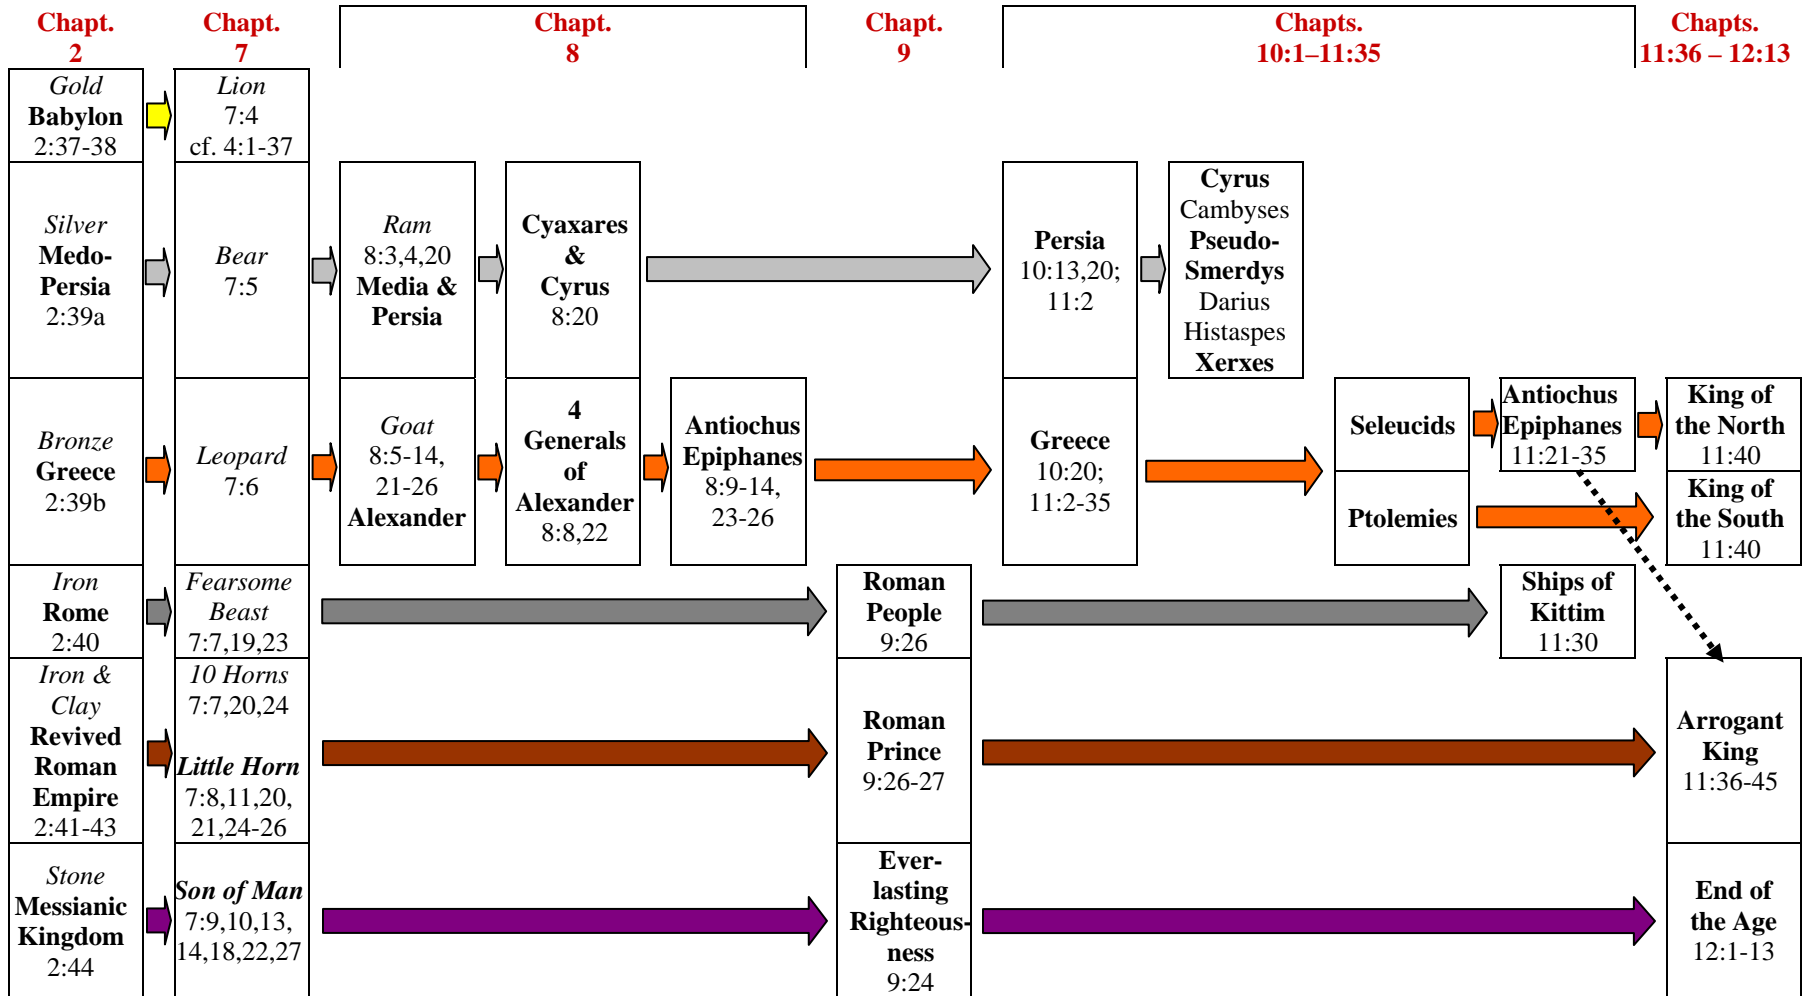 Chapt.
2
Chapt.
7
Chapt.
8
Chapt.
9
Chapts.
10:1–11:35
Chapts.
11:36 – 12:13
Gold
Babylon
2:37-38
Lion
7:4
cf. 4:1-37
Silver
Medo-
Persia
2:39a
Bear
7:5
Ram
8:3,4,20
Media &
Persia
Cyaxares
&
Cyrus
8:20
Persia
10:13,20;
11:2
Cyrus
Cambyses
Pseudo-
Smerdys
Darius
Histaspes
Xerxes
Bronze
Greece
2:39b
Leopard
7:6
Goat
8:5-14,
21-26
Alexander
4
Generals
of
Alexander
8:8,22
Antiochus
Epiphanes
8:9-14,
23-26
Greece
10:20;
11:2-35
Seleucids
Ptolemies
Antiochus
Epiphanes
11:21-35
King of
the North
11:40
King of
the South
11:40
Iron
Rome
2:40
Fearsome
Beast
7:7,19,23
Roman
People
9:26
Ships of
Kittim
11:30
Iron &
Clay
Revived
Roman
Empire
2:41-43
10 Horns
7:7,20,24
Little Horn
7:8,11,20,
21,24-26
Roman
Prince
9:26-27
Arrogant
King
11:36-45
Stone
Messianic
Kingdom
2:44
Son of Man
7:9,10,13,
14,18,22,27
Ever-
lasting
Righteous-
ness
9:24
End of
the Age
12:1-13